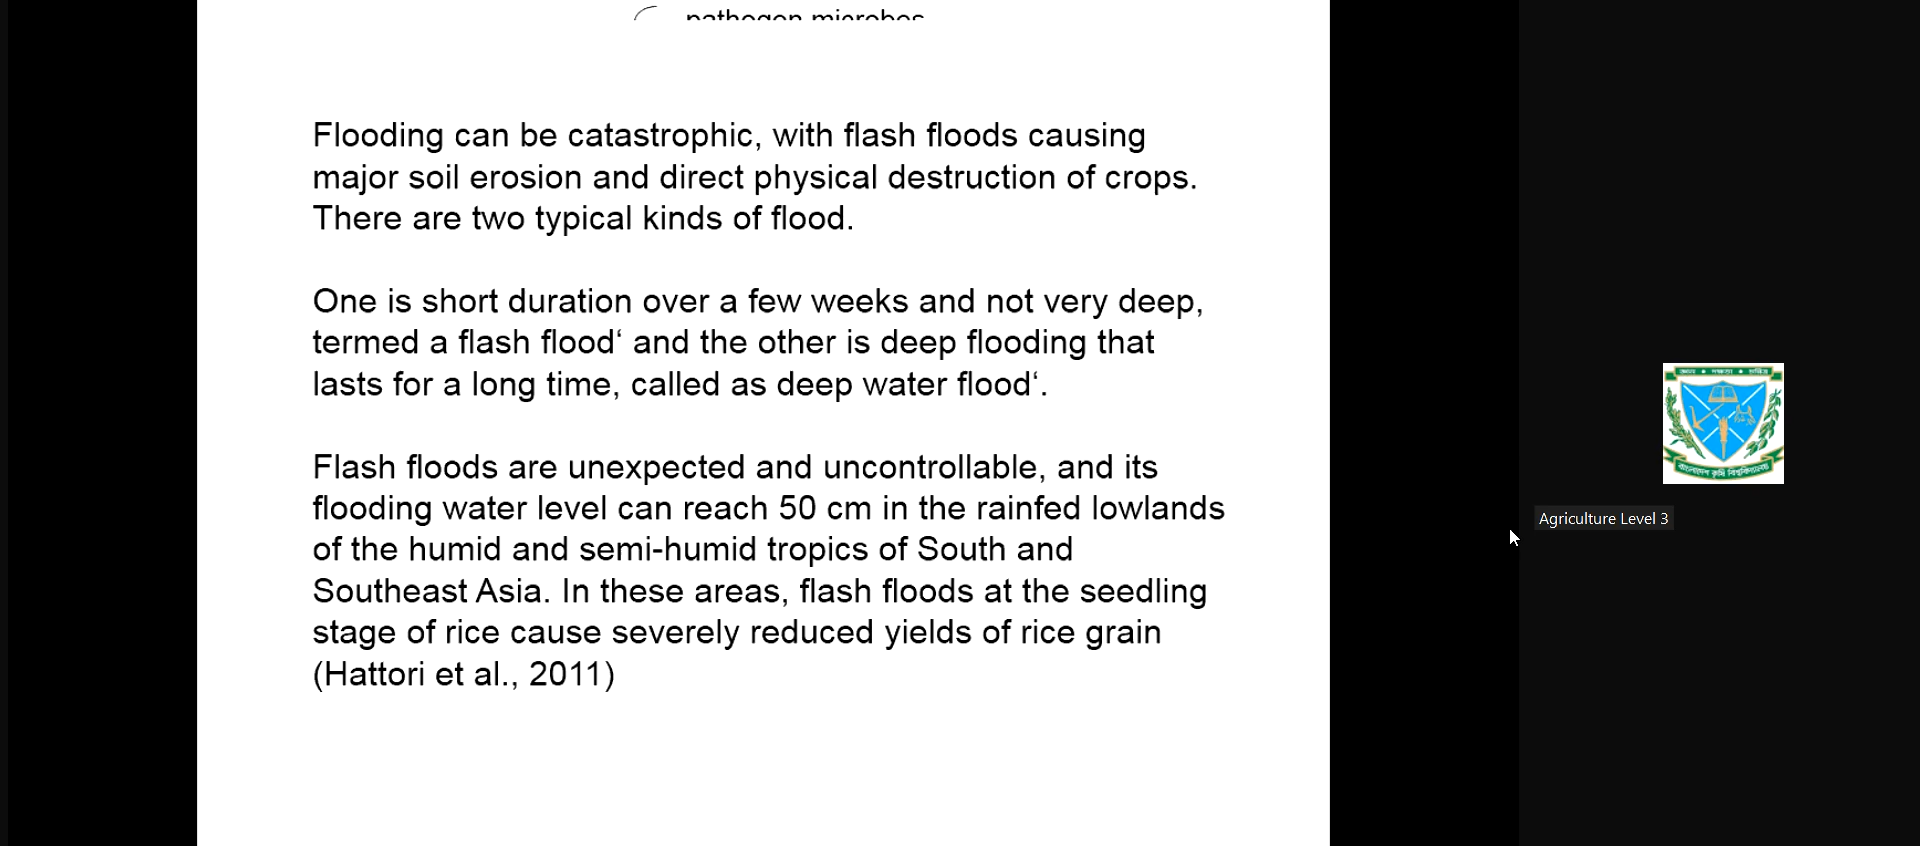 pathogen microbes
Flooding can be catastrophic, with flash floods causing
major soil erosion and direct physical destruction of crops.
There are two typical kinds of flood.
One is short duration over a few weeks and not very deep,
termed a flash flood‘ and the other is deep flooding that
lasts for a long time, called as deep water flood‘.
Flash floods are unexpected and uncontrollable, and its
flooding water level can reach 50 cm in the rainfed lowlands
of the humid and semi-humid tropics of South and
Southeast Asia. In these areas, flash floods at the seedling
stage of rice cause severely reduced yields of rice grain
(Hattori et al., 2011)
বাংলাদেশ কৃষি বিশ্ববিদ্যালয়
Agriculture Level 3